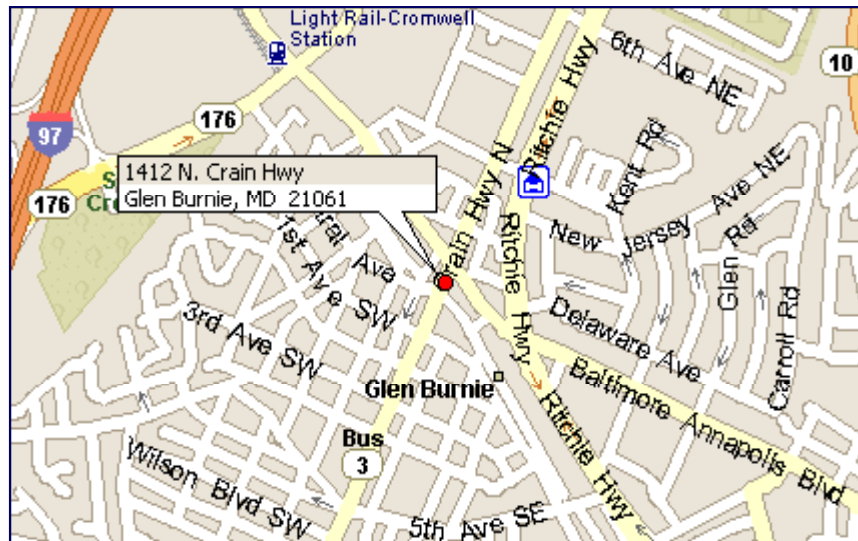 Light Rail-Cromwell
Station
6th Ave NE
10
176
97
Ritchie Hwy
Kent Rd
1412 N. Crain Hwy
Glen Burnie, MD 21061
176
Crain Hwy N
New Jersey Ave NE
Ritchie Hwy
Glen Rd
1st Ave SW
Ave
3rd Ave SW
Delaware Ave
Carroll Rd
Glen Burnie
Baltimore Annapolis Blvd
Bus
3
Ritchie Hwy
Wilson Blvd SW
5th Ave SE